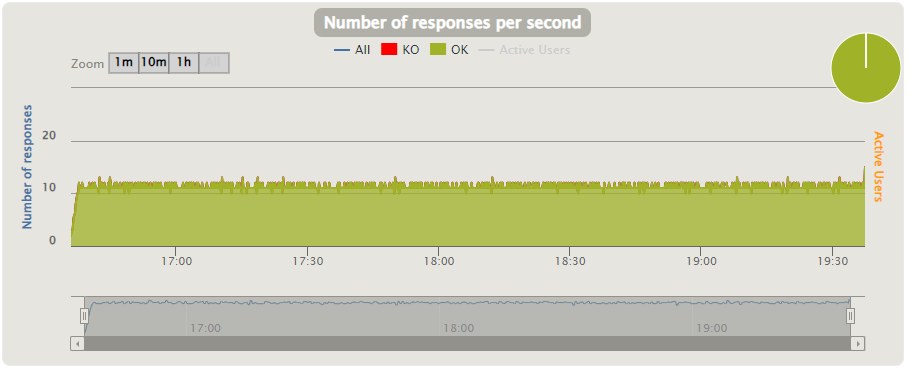 Number of responses per second
All KO OK Active Users
Zoom 1m 10m 1h All
Number of responses
20
10
0
Active Users
17:00 17:30 18:00 18:30 19:00 19:30
17:00 18:00 19:00